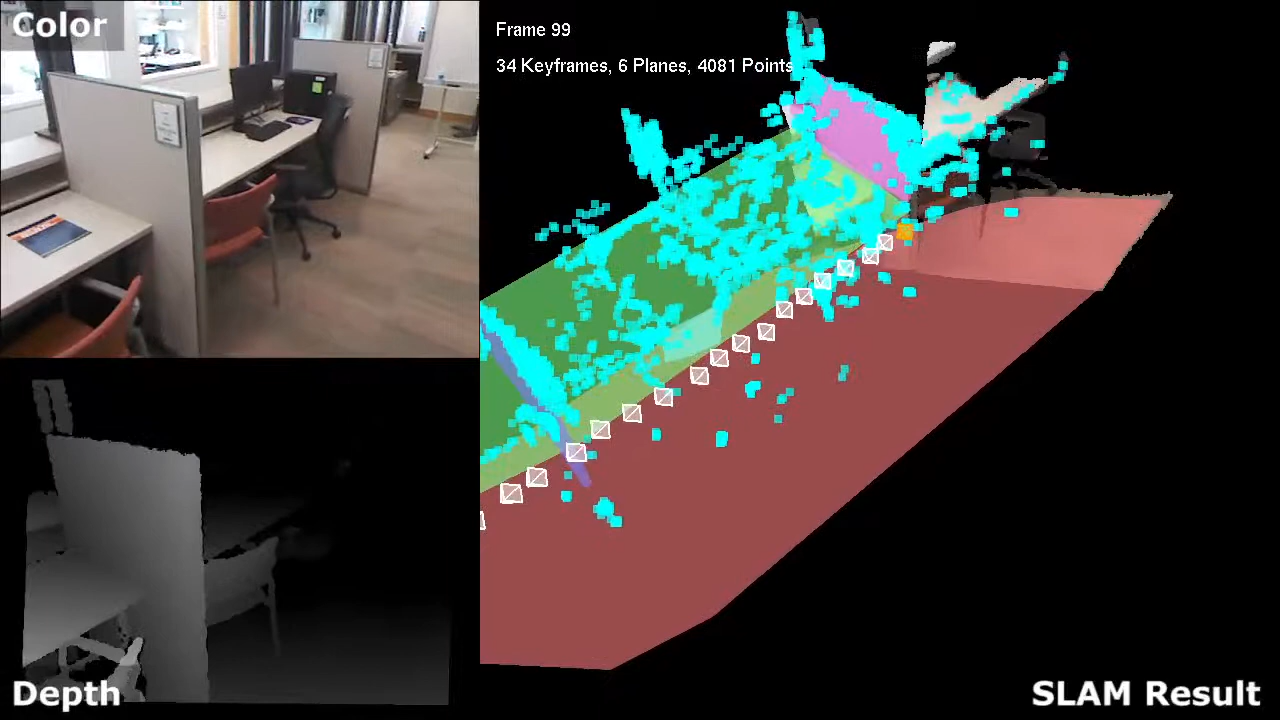 Color
Frame 99
34 Keyframes, 6 Planes, 4081 Points
Depth
SLAM Result